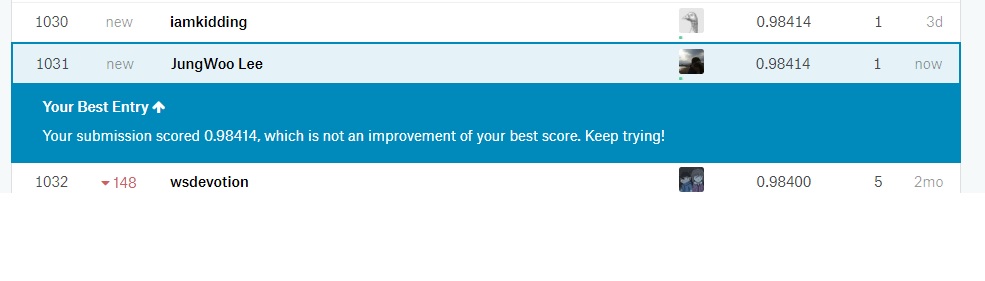 1030 new iamkidding 0.98414 1 3d
1031 new JungWoo Lee 0.98414 1 now
Your Best Entry
Your submission scored 0.98414, which is not an improvement of your best score. Keep trying!
1032 148 wsdevotion 0.98400 5 2mo